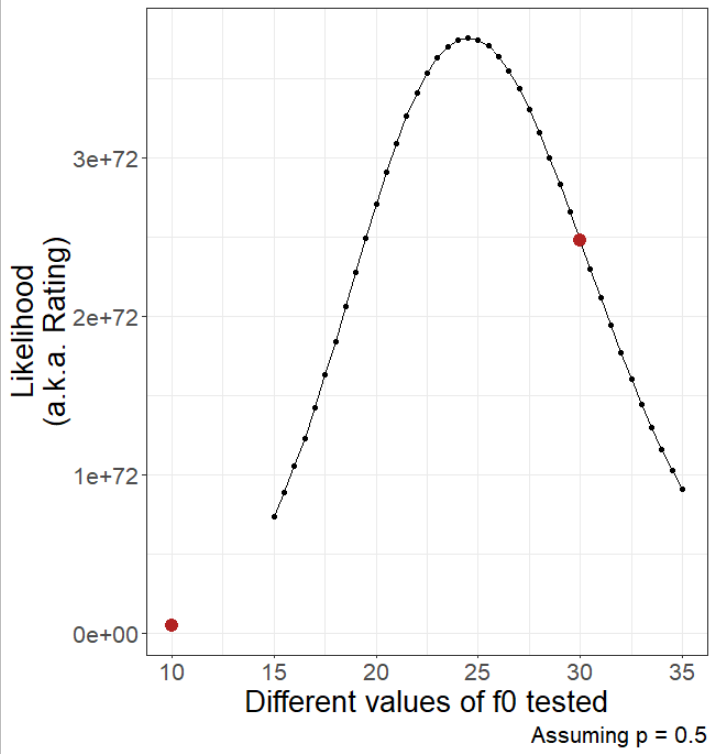 Likelihood
(a.k.a. Rating)
3e+72
2e+72
1e+72
0e+00
10 15 20 25 30 35
Different values of f0 tested
Assuming p = 0.5